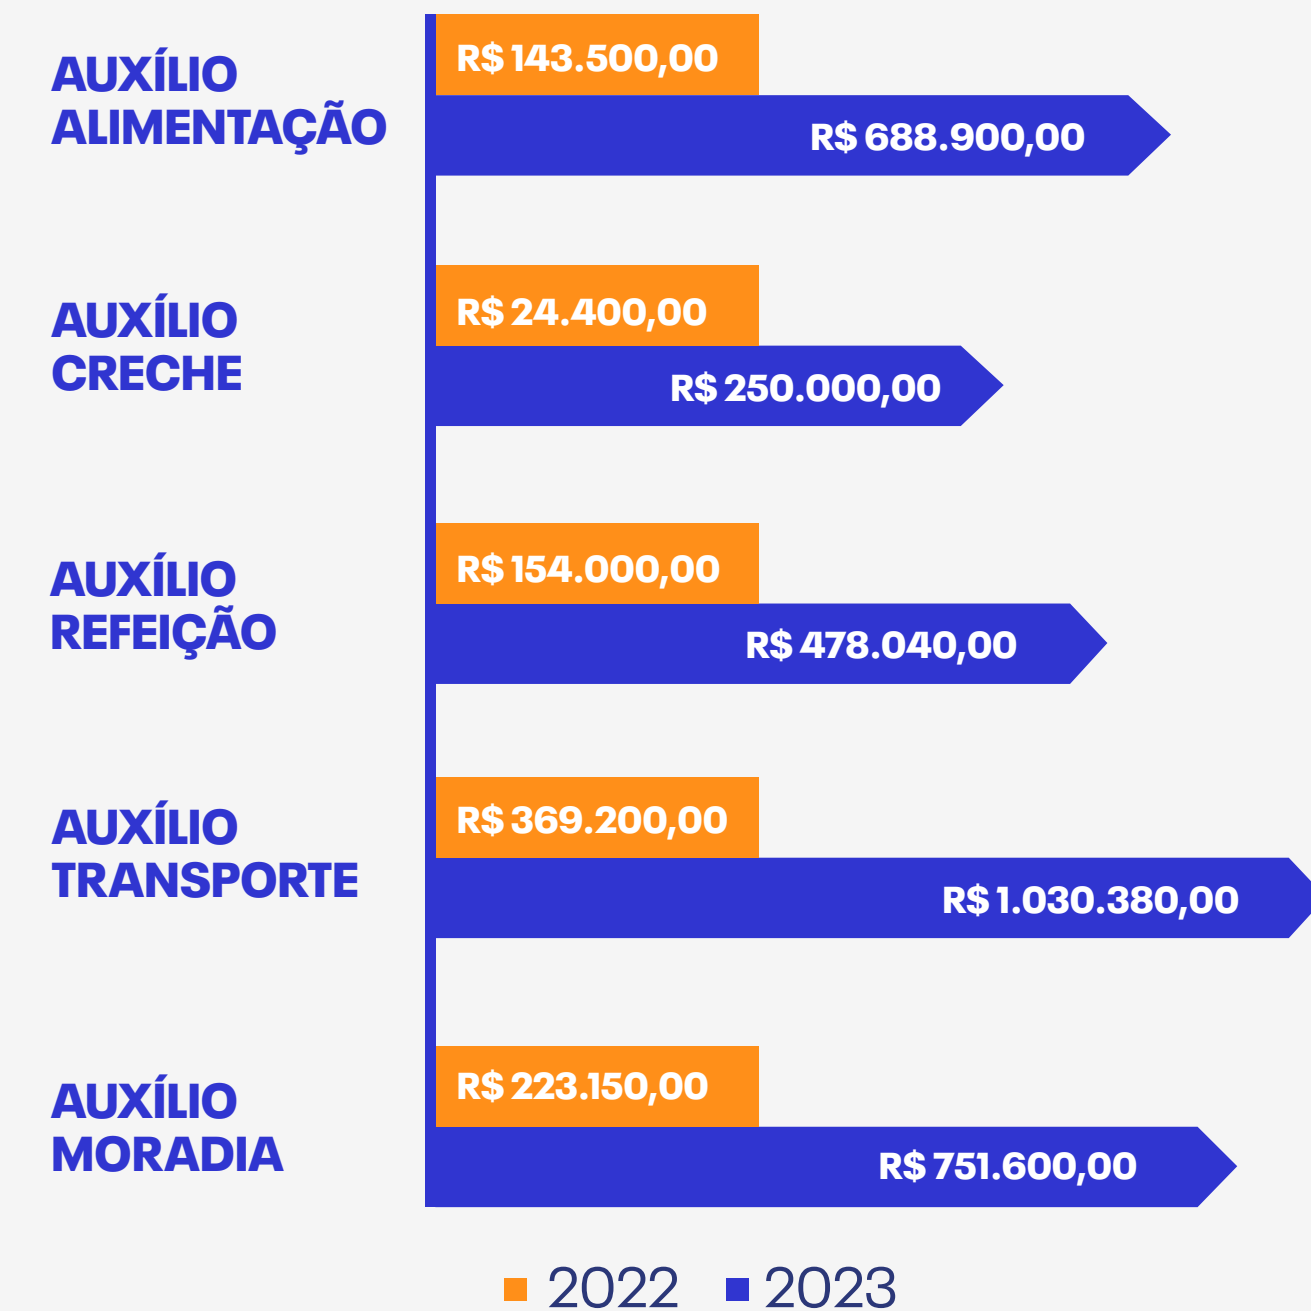 AUXÍLIO
ALIMENTAÇÃO
R$ 143.500,00
R$ 688.900,00
AUXÍLIO
CRECHE
R$ 24.400,00
R$ 250.000,00
AUXÍLIO
REFEIÇÃO
R$ 154.000,00
R$ 478.040,00
AUXÍLIO
TRANSPORTE
R$ 369.200,00
R$ 1.030.380,00
AUXÍLIO
MORADIA
R$ 223.150,00
R$ 751.600,00
2022 2023